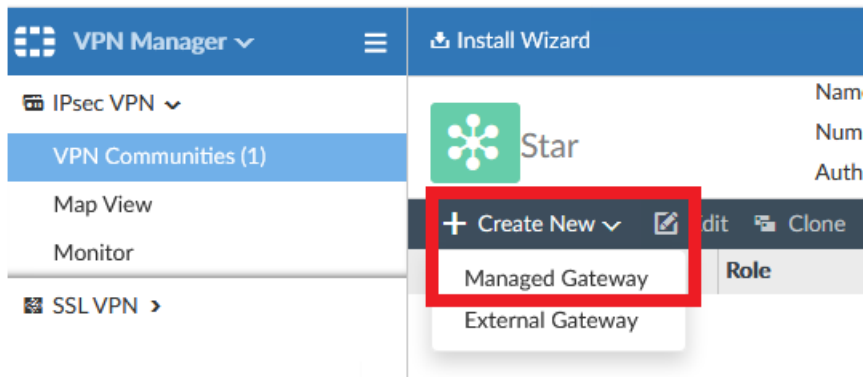 VPN Manager
Install Wizard
IPsec VPN
VPN Communities (1)
Map View
Monitor
SSL VPN
Star
Create New
Clone
Managed Gateway
Role
External Gateway